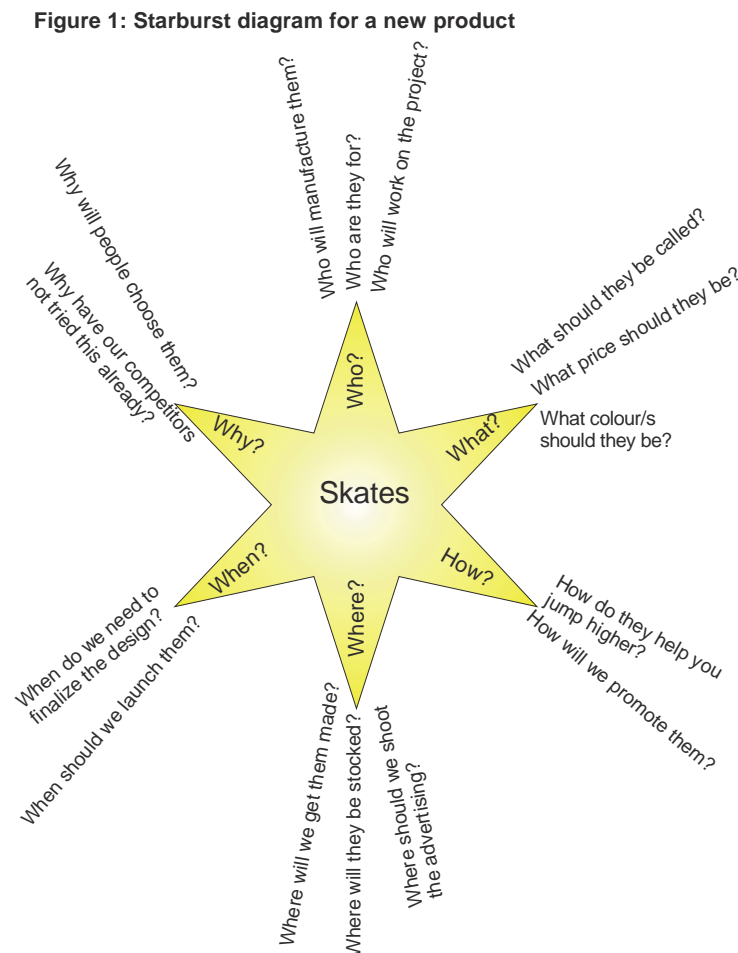 Figure 1: Starburst diagram for a new product
Who will manufacture them?
Who are they for?
Who will work on the project?
Why will people choose them?
Why have our competitors
not tried this already?
What should they be called?
What price should they be?
What colour/s
should they be?
Who?
Why?
What?
Skates
When?
How?
Where?
When do we need to
finalize the design?
When should we launch them?
How do they help you
jump higher?
How will we promote them?
Where will we get them made?
Where will they be stocked?
Where should we shoot
the advertising?